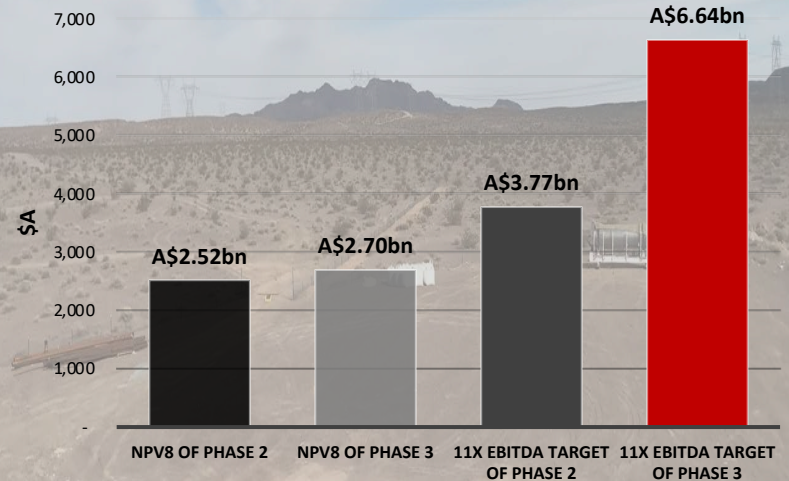 A$6.64bn
7,000
6,000
5,000
4,000
3,000
2,000
1,000
-
$A
A$2.52bn
A$2.70bn
A$3.77bn
NPV8 OF PHASE 2
NPV8 OF PHASE 3
11X EBITDA TARGET
OF PHASE 2
11X EBITDA TARGET
OF PHASE 3